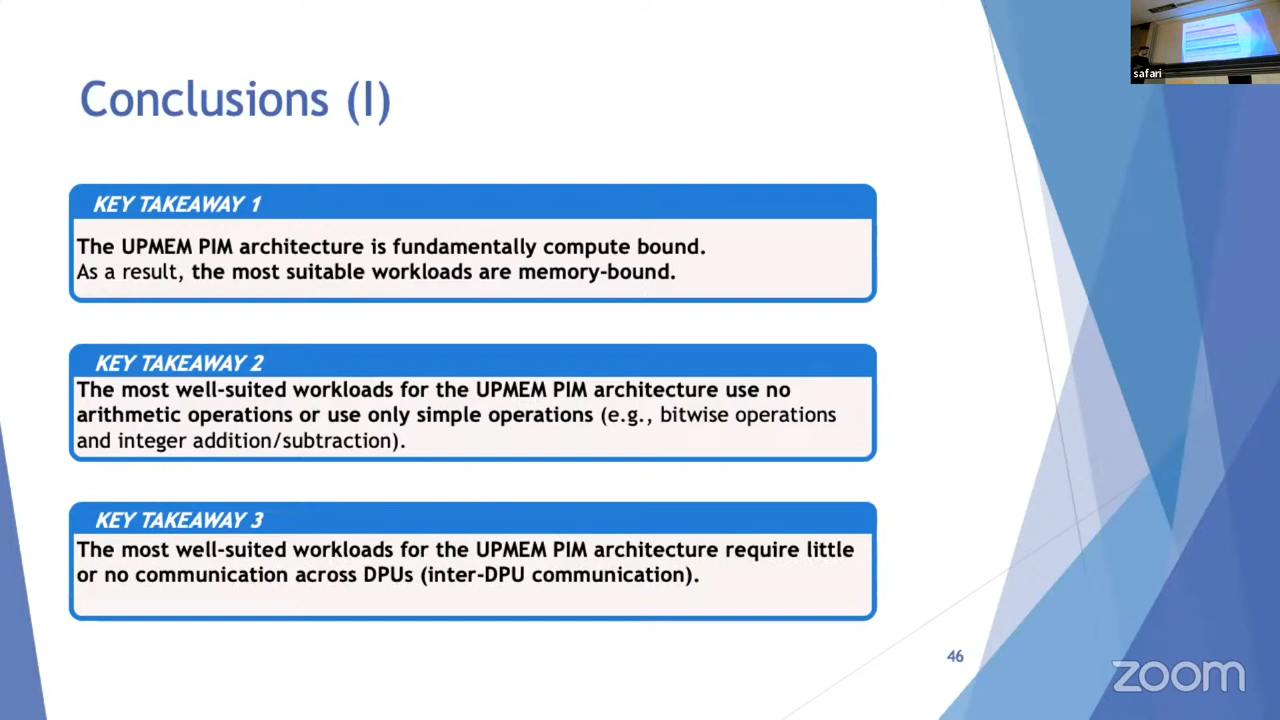 safari
Conclusions (I)
KEY TAKEAWAY 1
The UPMEM PIM architecture is fundamentally compute bound.
As a result, the most suitable workloads are memory-bound.
KEY TAKEAWAY 2
The most well-suited workloads for the UPMEM PIM architecture use no
arithmetic operations or use only simple operations (e.g., bitwise operations
and integer addition/subtraction).
KEY TAKEAWAY 3
The most well-suited workloads for the UPMEM PIM architecture require little
or no communication across DPUs (inter-DPU communication).
46
zoom